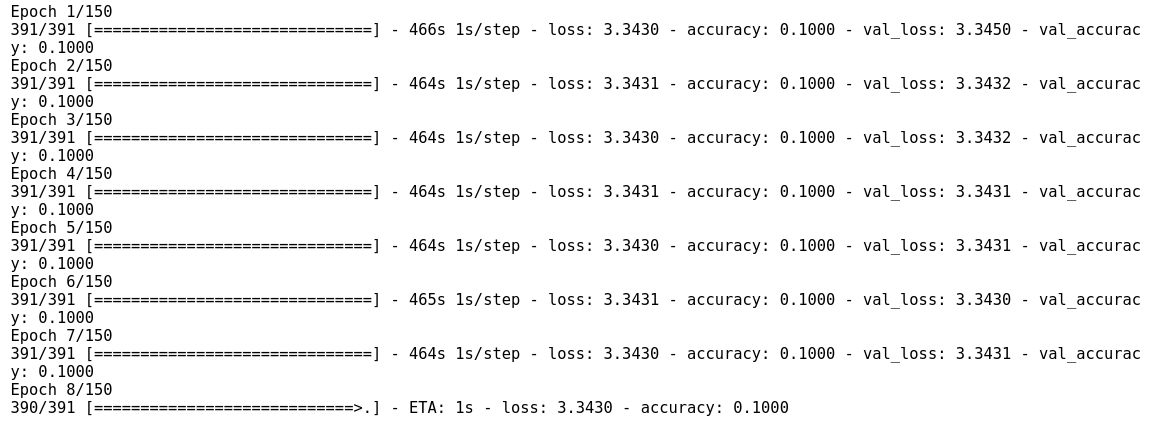 Epoch 1/150
391/391 [==============================] - 466s 1s/step - loss: 3.3430 - accuracy: 0.1000 - val_loss: 3.3450 - val_accurac
y: 0.1000
Epoch 2/150
391/391 [==============================] - 464s 1s/step - loss: 3.3431 - accuracy: 0.1000 - val_loss: 3.3432 - val_accurac
y: 0.1000
Epoch 3/150
391/391 [==============================] - 464s 1s/step - loss: 3.3430 - accuracy: 0.1000 - val_loss: 3.3432 - val_accurac
y: 0.1000
Epoch 4/150
391/391 [==============================] - 464s 1s/step - loss: 3.3431 - accuracy: 0.1000 - val_loss: 3.3431 - val_accurac
y: 0.1000
Epoch 5/150
391/391 [==============================] - 464s 1s/step - loss: 3.3430 - accuracy: 0.1000 - val_loss: 3.3431 - val_accurac
y: 0.1000
Epoch 6/150
391/391 [==============================] - 465s 1s/step - loss: 3.3431 - accuracy: 0.1000 - val_loss: 3.3430 - val_accurac
y: 0.1000
Epoch 7/150
391/391 [==============================] - 464s 1s/step - loss: 3.3430 - accuracy: 0.1000 - val_loss: 3.3431 - val_accurac
y: 0.1000
Epoch 8/150
390/391 [============================>.] - ETA: 1s - loss: 3.3430 - accuracy: 0.1000